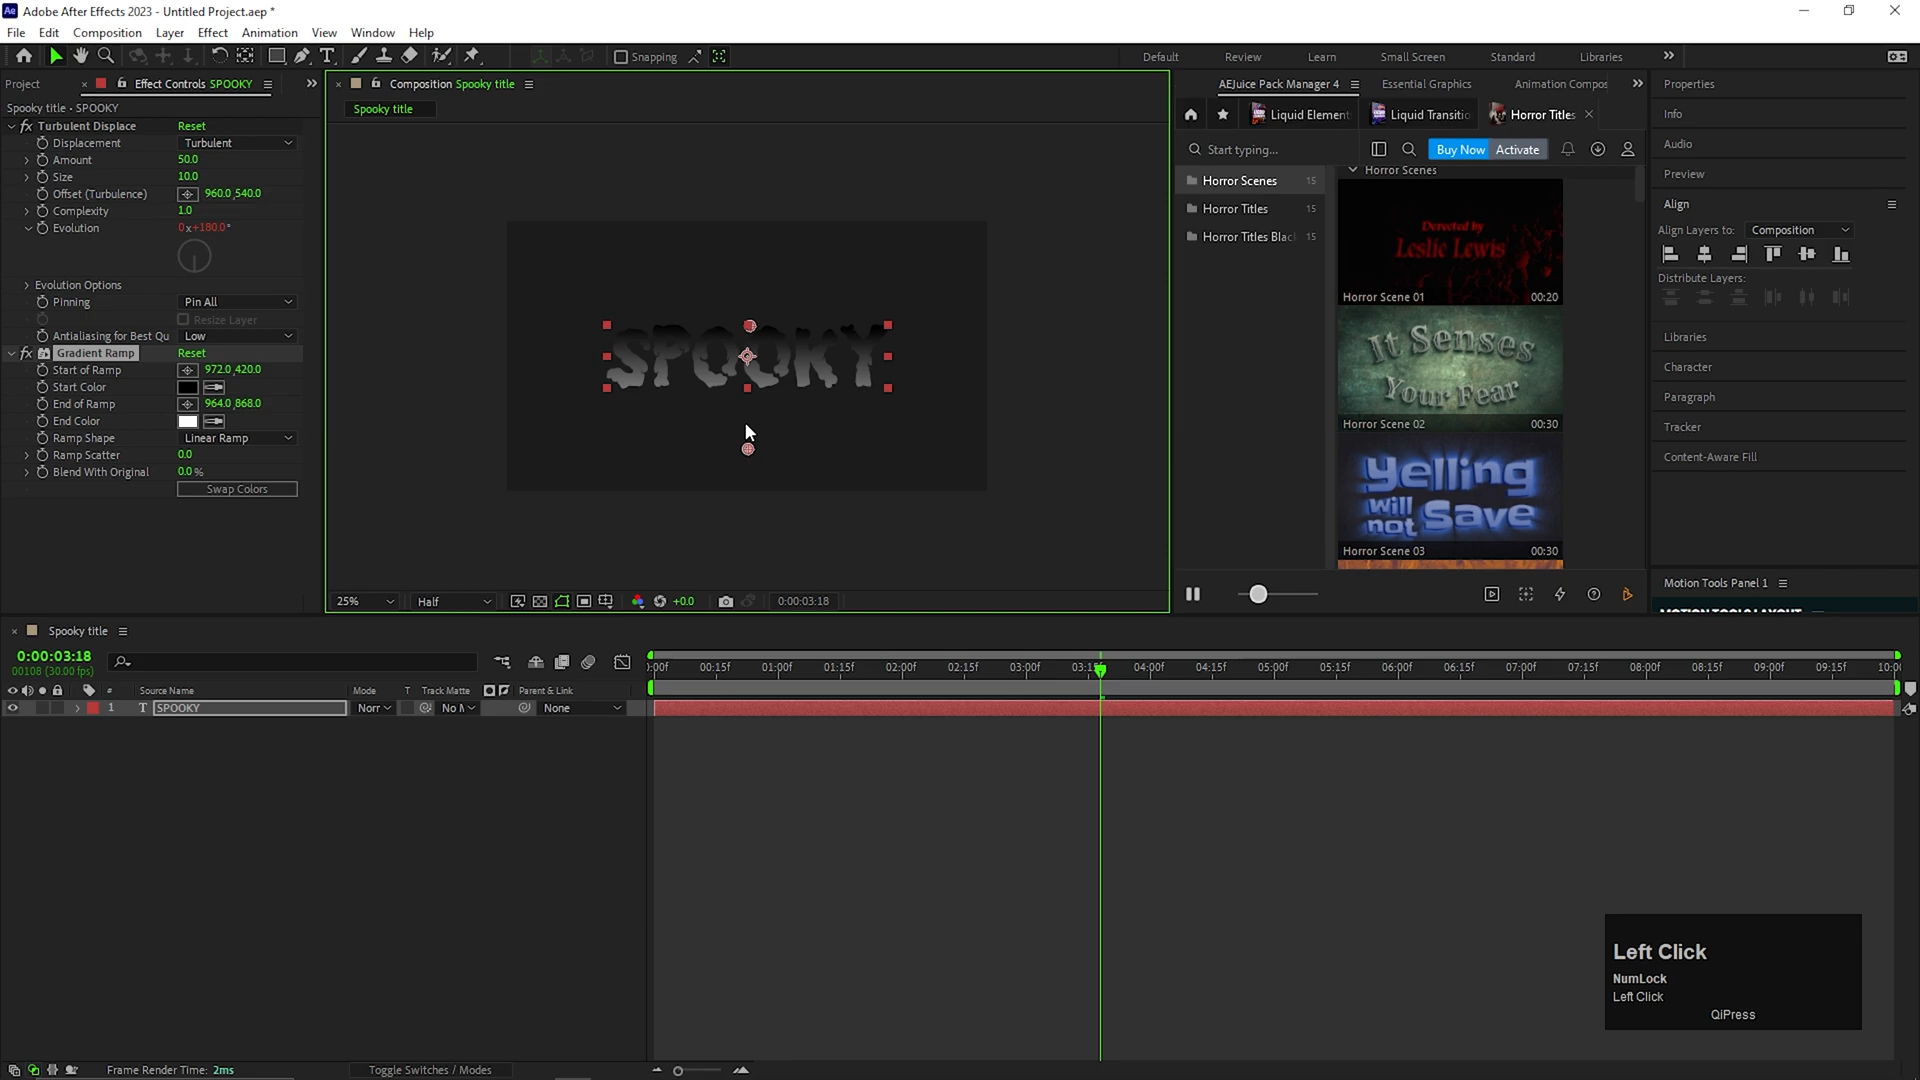 Adobe After Effects 2023 - Untitled Project.aep *
File Edit Composition Layer Effect Animation View Window Help
Snapping
Default Review Learn Small Screen Standard Libraries
Project
Effect Controls SPOOKY
Spooky title • SPOOKY
Turbulent Displace Reset
Displacement Turbulent
Amount 50.0
Size 10.0
Offset (Turbulence) 960.0,540.0
Complexity 1.0
Evolution 0x+180.0°
Evolution Options
Pinning Pin All
Resize Layer
Antialiasing for Best Qu Low
Gradient Ramp Reset
Start of Ramp 972.0,420.0
Start Color
End of Ramp 964.0,868.0
End Color
Ramp Shape Linear Ramp
Ramp Scatter 0.0
Blend With Original 0.0 %
Swap Colors
Composition Spooky title
Spooky title
SPOOKY
25% Half +0.0 0:00:03:18
AEJuice Pack Manager 4 Essential Graphics Animation Compos
Liquid Element Liquid Transitio Horror Titles
Start typing... Buy Now Activate
Horror Scenes 15
Horror Titles 15
Horror Titles Blac 15
Horror Scenes
Derected by
Leslie Lewis
Horror Scene 01 00:20
It Senses
Your Fear
Horror Scene 02 00:30
Yelling
will
not Save
Horror Scene 03 00:30
Properties
Info
Audio
Preview
Align
Align Layers to: Composition
Distribute Layers:
Libraries
Character
Paragraph
Tracker
Content-Aware Fill
Motion Tools Panel 1
MOTION TOOLS LAYOUT
Spooky title
0:00:03:18
00108 (30.00 fps)
:00f 00:15f 01:00f 01:15f 02:00f 02:15f 03:00f 03:15f 04:00f 04:15f 05:00f 05:15f 06:00f 06:15f 07:00f 07:15f 08:00f 08:15f 09:00f 09:15f 10:0
# Source Name Mode T Track Matte Parent & Link
1 T SPOOKY Norr No M None
Left Click
NumLock
Left Click
QiPress
Frame Render Time: 2ms
Toggle Switches / Modes